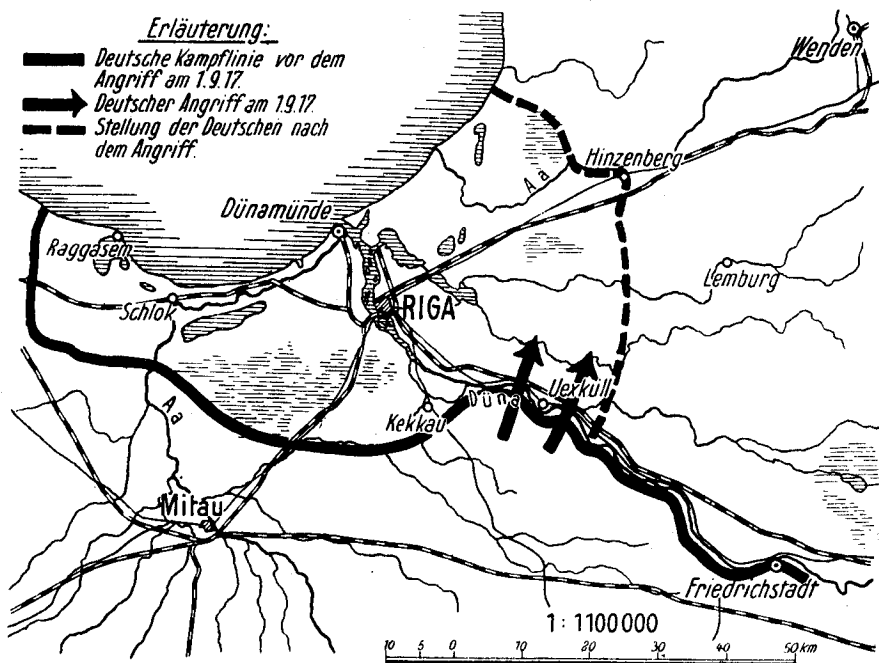 Erläuterung:
Deutsche Kampflinie vor dem
Angriff am 1.9.17.
Deutscher Angriff am 1.9.17.
Stellung der Deutschen nach
dem Angriff.
Wenden
Hinzenberg
Aa
Dünamünde
Raggasem
Lemburg
Schlok
RIGA
Uexküll
Düna
Kekkau
Aa
Mitau
Friedrichstadt
1:1100000
10 5 0 10 20 30 40 50 km